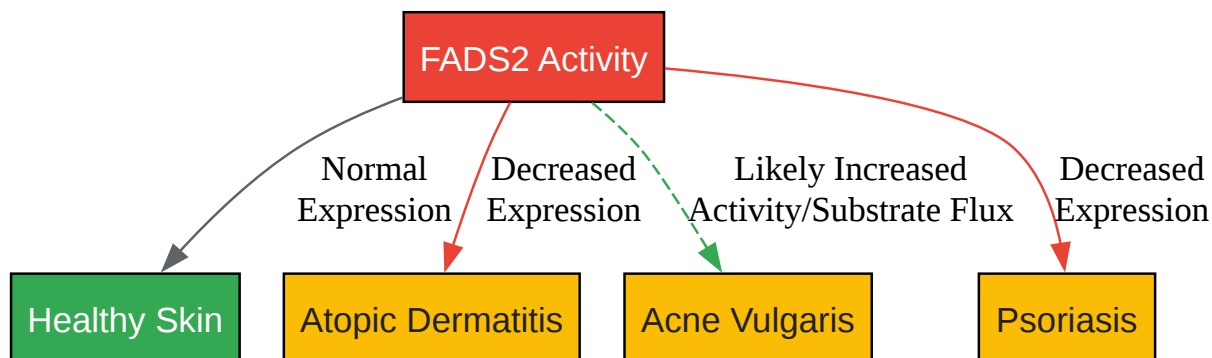 FADS2 Activity
Normal
Expression
Decreased
Expression
Likely Increased
Activity/Substrate Flux
Decreased
Expression
Healthy Skin
Atopic Dermatitis
Acne Vulgaris
Psoriasis